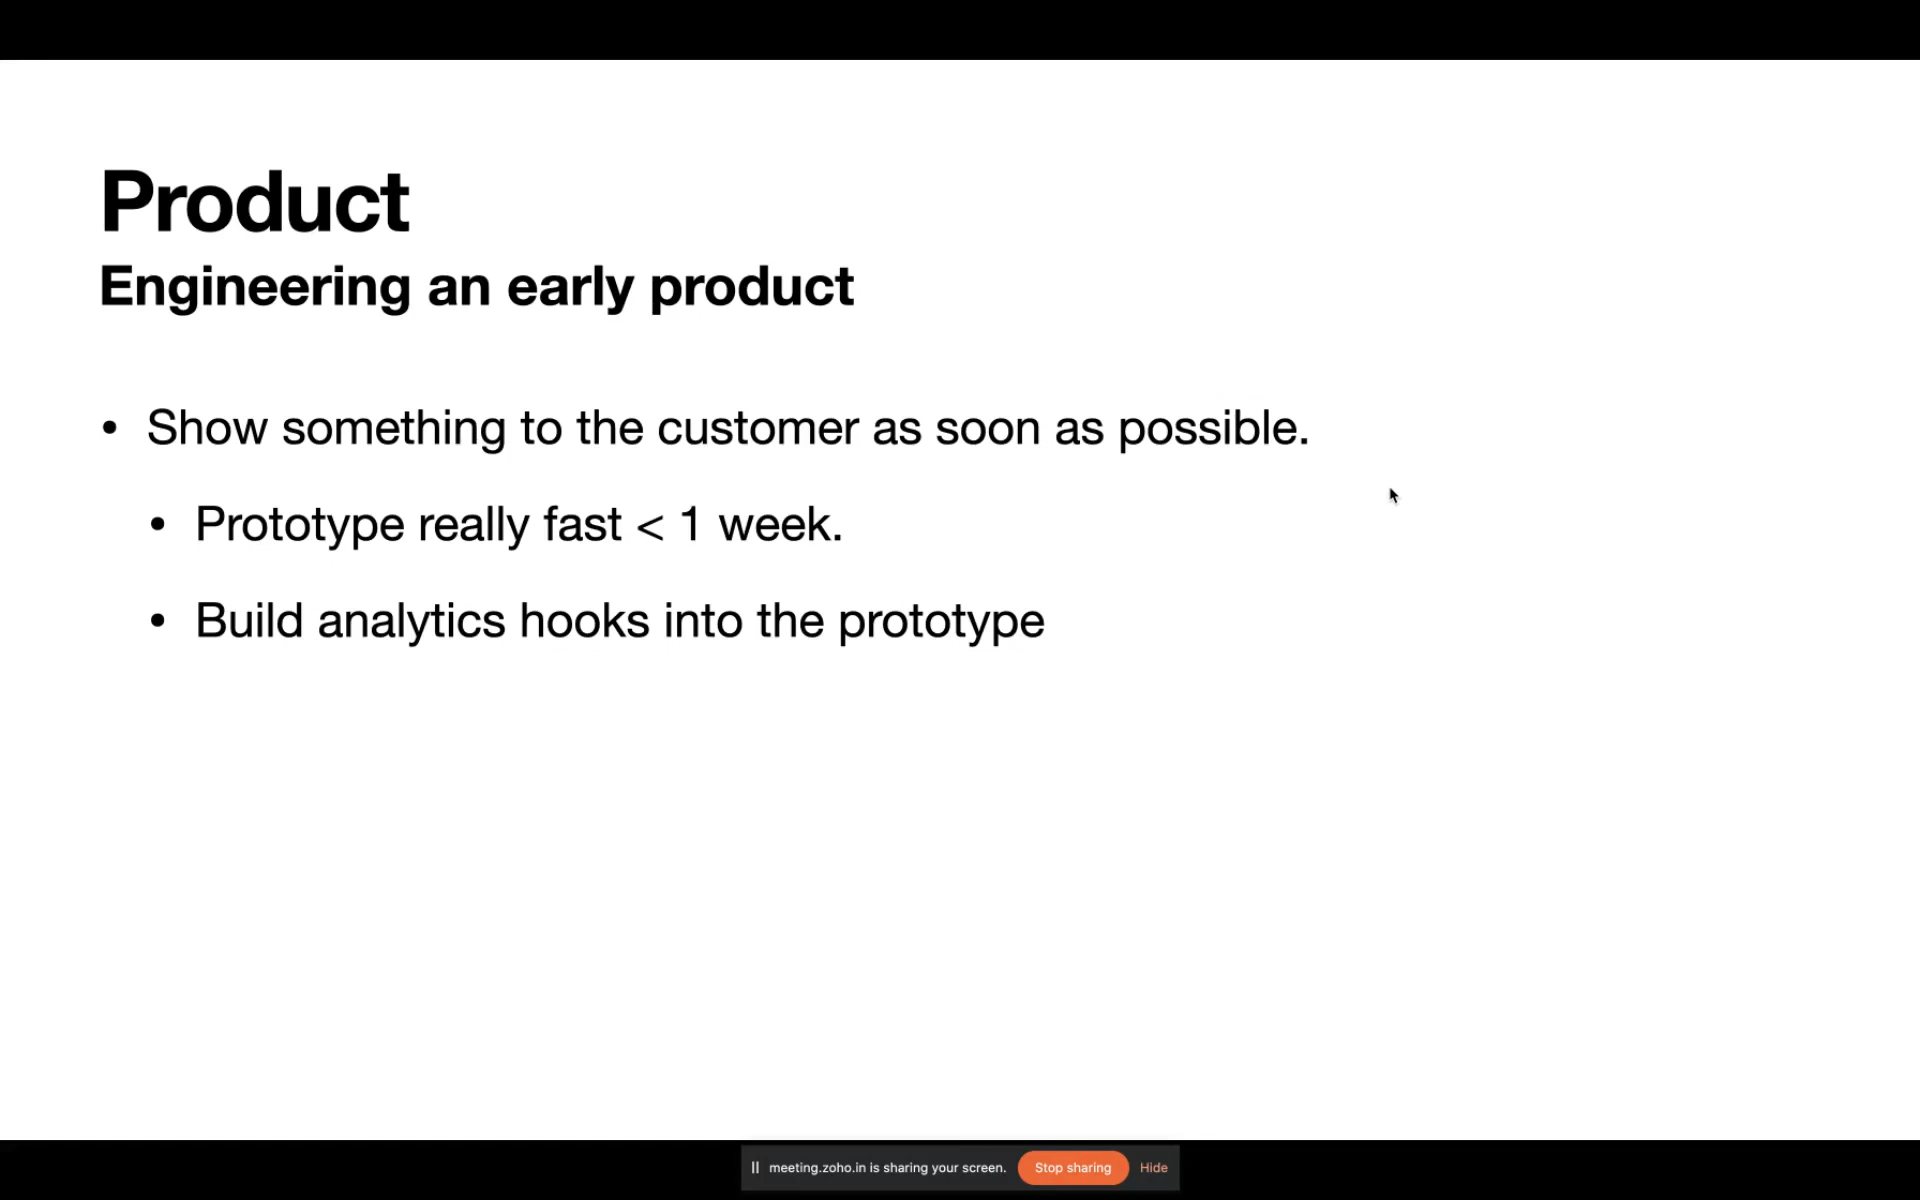 Product
Engineering an early product
• Show something to the customer as soon as possible.
• Prototype really fast < 1 week.
• Build analytics hooks into the prototype
meeting.zoho.in is sharing your screen. Stop sharing Hide